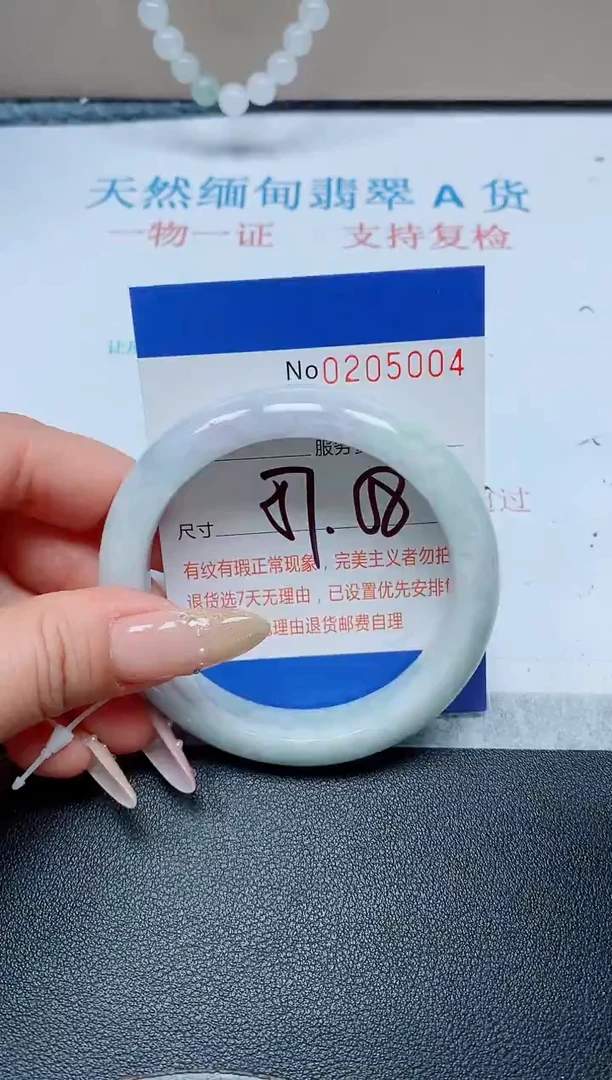 天然缅甸翡翠 A 货
一物一证 支持复检
No 0205004
服务
尺寸 57.08
有纹有瑕正常现象，完美主义者勿拍
退货选7天无理由，已设置优先安排
理由退货邮费自理
过